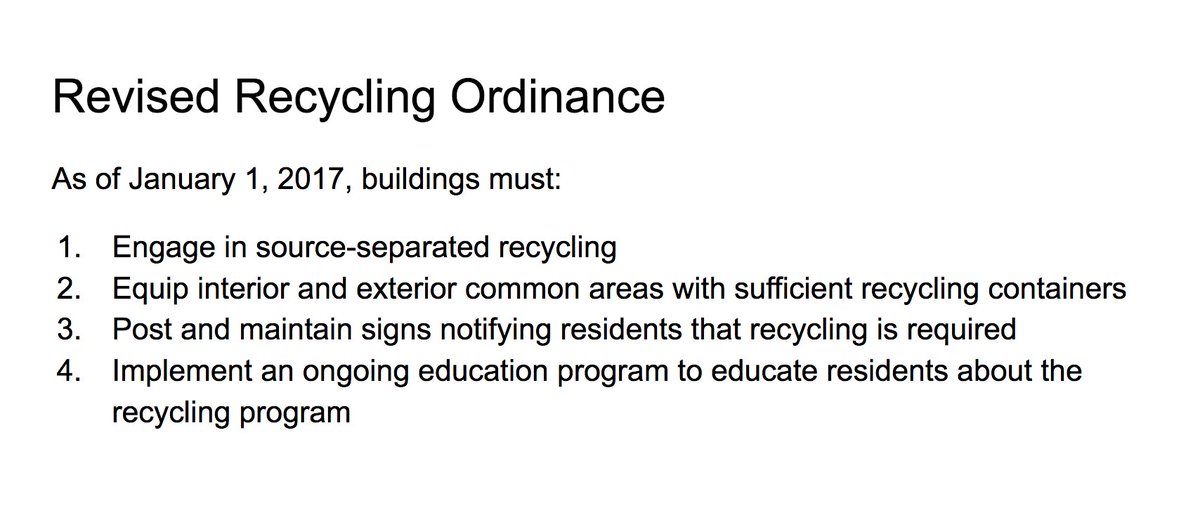 Revised Recycling Ordinance
As of January 1, 2017, buildings must:
1. Engage in source-separated recycling
2. Equip interior and exterior common areas with sufficient recycling containers
3. Post and maintain signs notifying residents that recycling is required
4. Implement an ongoing education program to educate residents about the
recycling program